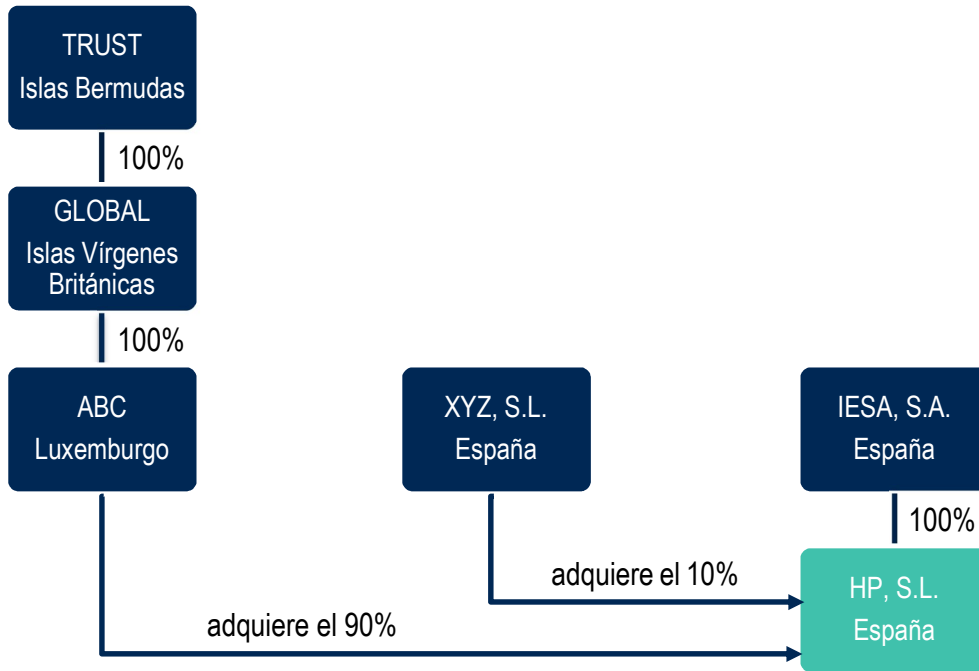 TRUST
Islas Bermudas
100%
GLOBAL
Islas Vírgenes
Británicas
100%
ABC
Luxemburgo
XYZ, S.L.
España
IESA, S.A.
España
100%
adquiere el 10%
HP, S.L.
España
adquiere el 90%